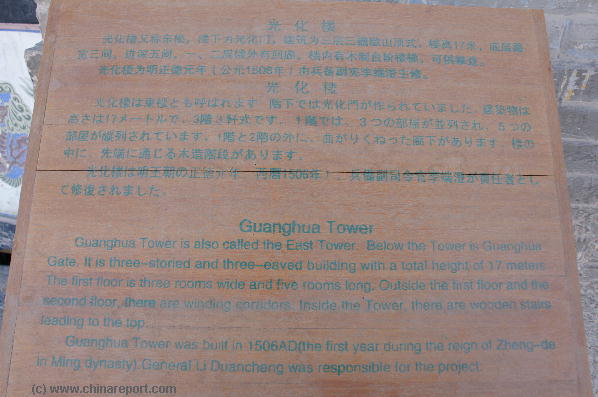 光化楼
光化楼又称东楼，楼下为光化门，建筑为三层三檐歇山顶式，楼高17米，底层面
宽三间，进深五间，一、二层楼外有回廊，楼内有木制台阶楼梯，可供攀登。
光化楼为明正德元年（公元1506年）由兵备副宪李端澄主修。
光化楼
光化楼は東楼とも呼ばれます 階下では光化門が作られていました。建築物は
高さは17メートルで、3階3軒式です。1階では、3つの部屋が並列され、5つの
部屋が縦列されています。1階と2階の外に、曲がりくねった廊下があります 楼の
中に、先端に通じる木造階段があります。
光化楼は明王朝の正徳元年 西暦1506年）、兵備副司令官李端澄が責任者とし
て修復されました。
Guanghua Tower
Guanghua Tower is also called the East Tower. Below the Tower is Guanghua
Gate. It is three-storied and three-eaved building with a total height of 17 meters.
The first floor is three rooms wide and five rooms long. Outside the first floor and the
second floor, there are winding corridors. Inside the Tower, there are wooden stairs
leading to the top.
Guanghua Tower was built in 1506AD(the first year during the reign of Zheng-de
in Ming dynasty).General Li Duancheng was responsible for the project.
(c) www.chinareport.com